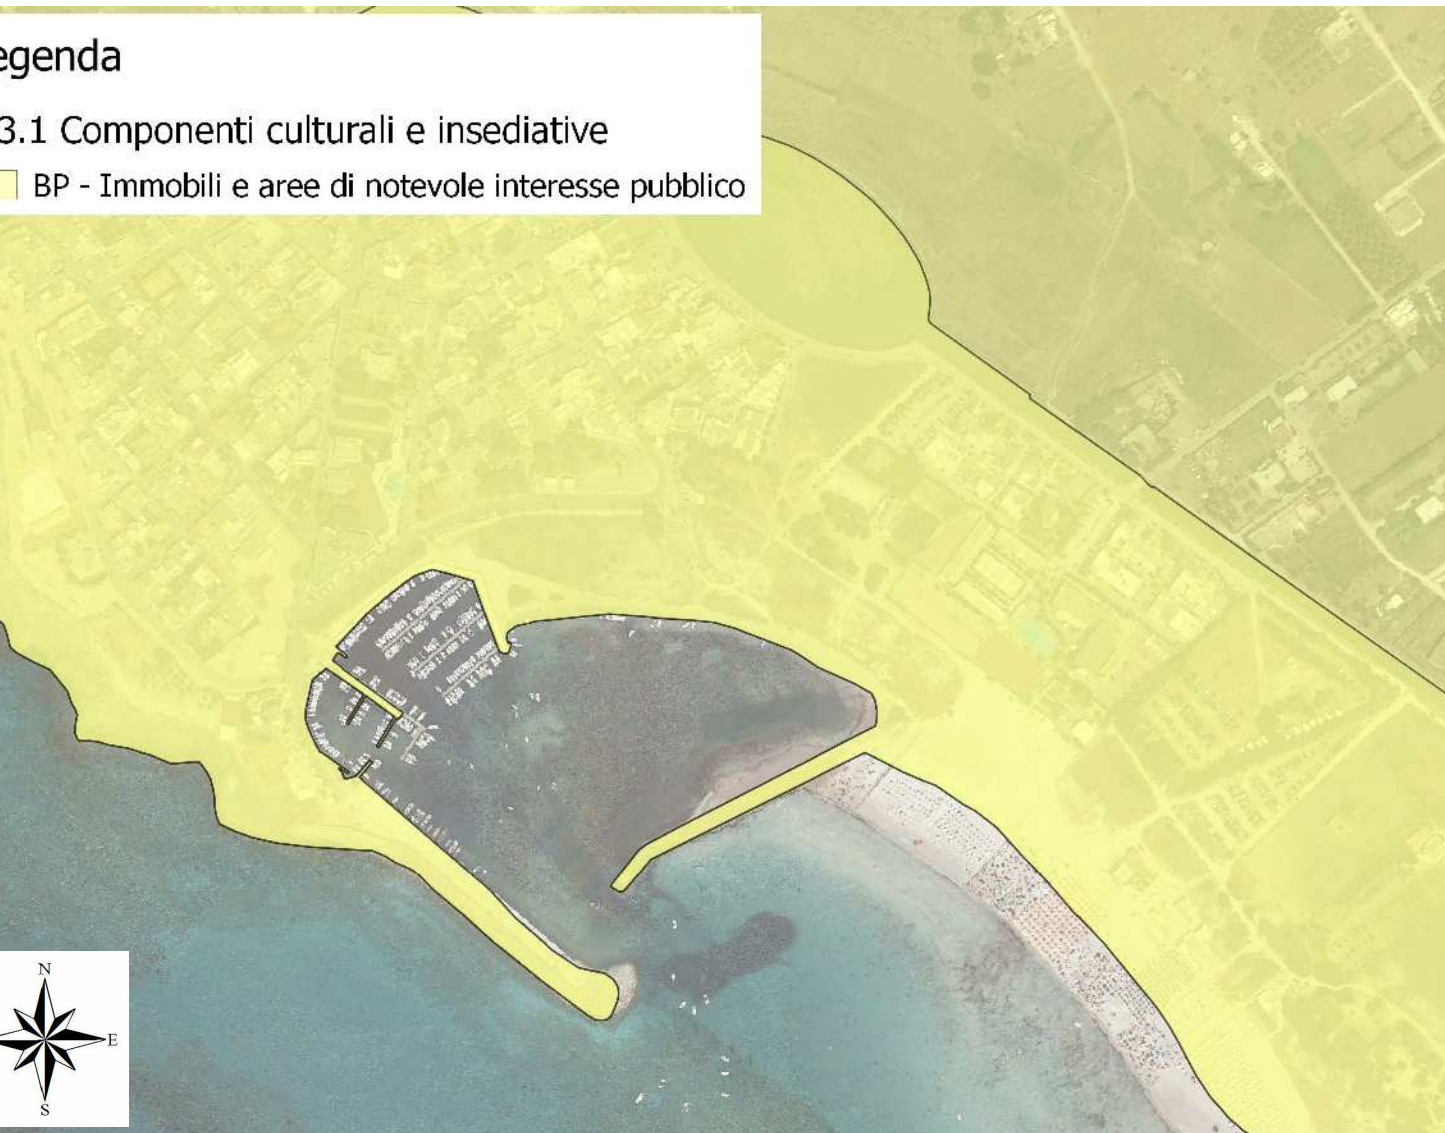 egenda
3.1 Componenti culturali e insediative
BP - Immobili e aree di notevole interesse pubblico
N
E
S